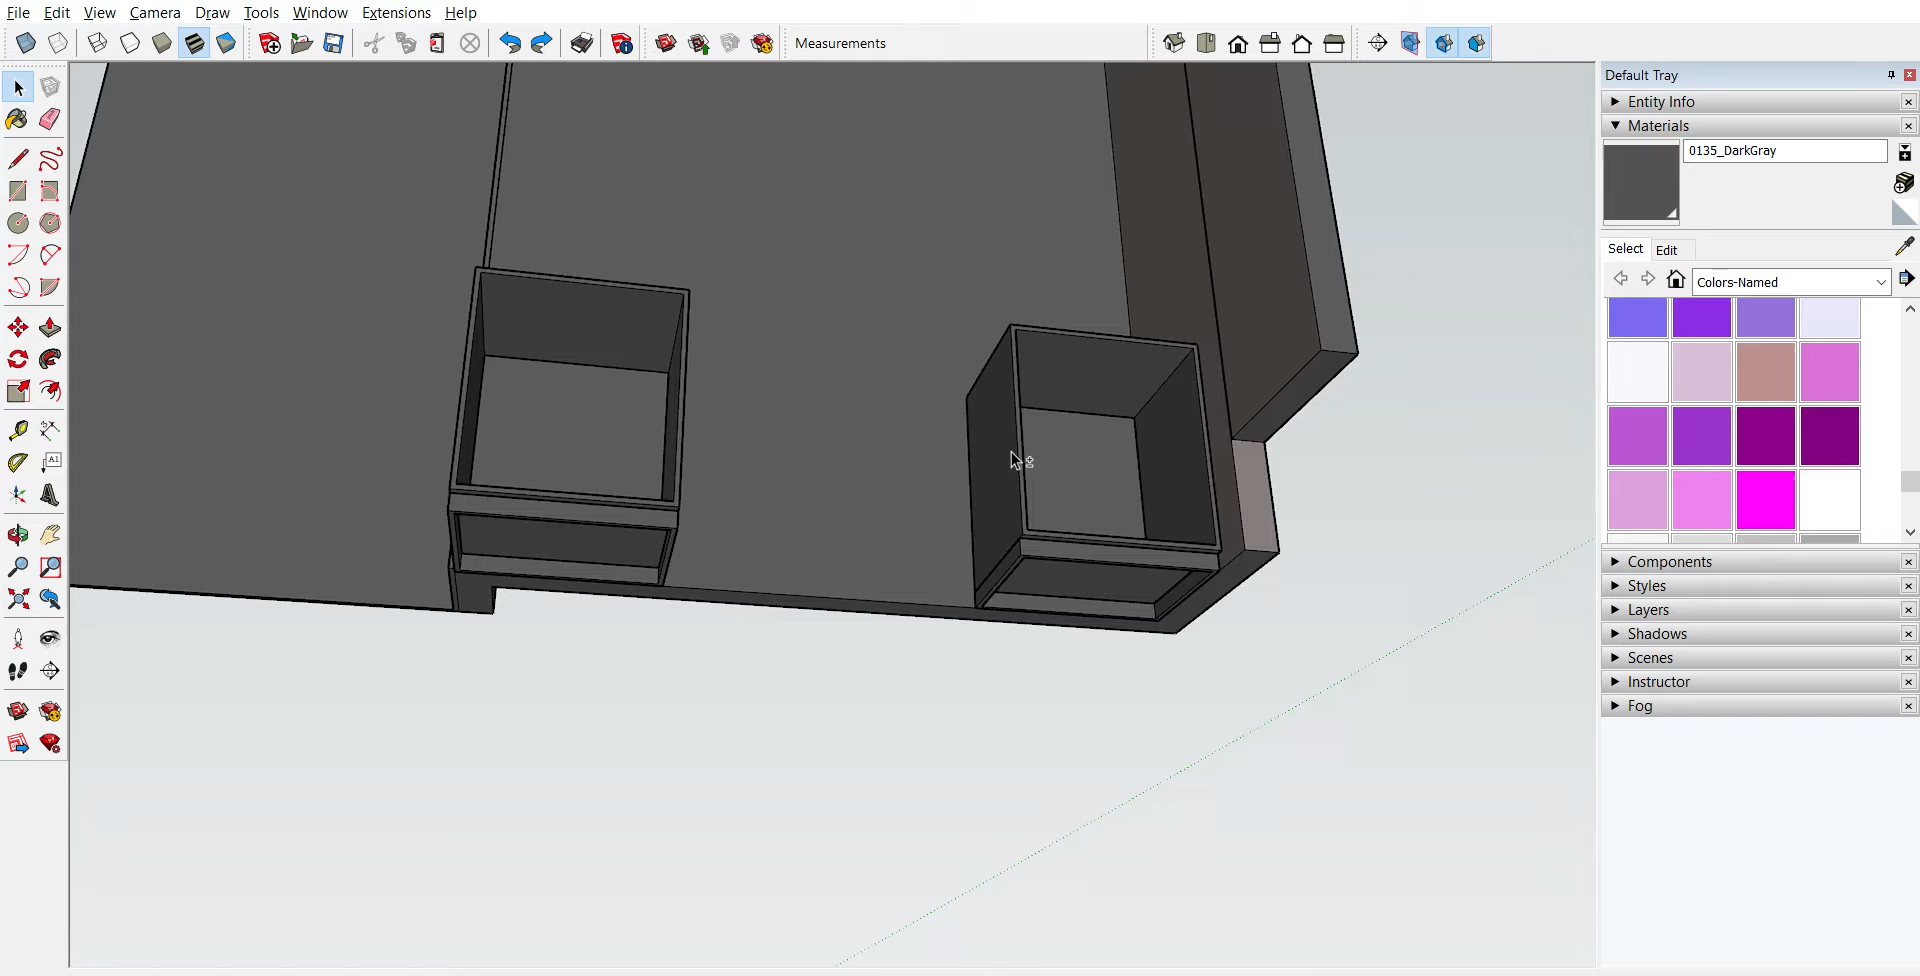 File Edit View Camera Draw Tools Window Extensions Help
Measurements
A1
Default Tray
Entity Info
Materials
0135_DarkGray
Select Edit
Colors-Named
Components
Styles
Layers
Shadows
Scenes
Instructor
Fog